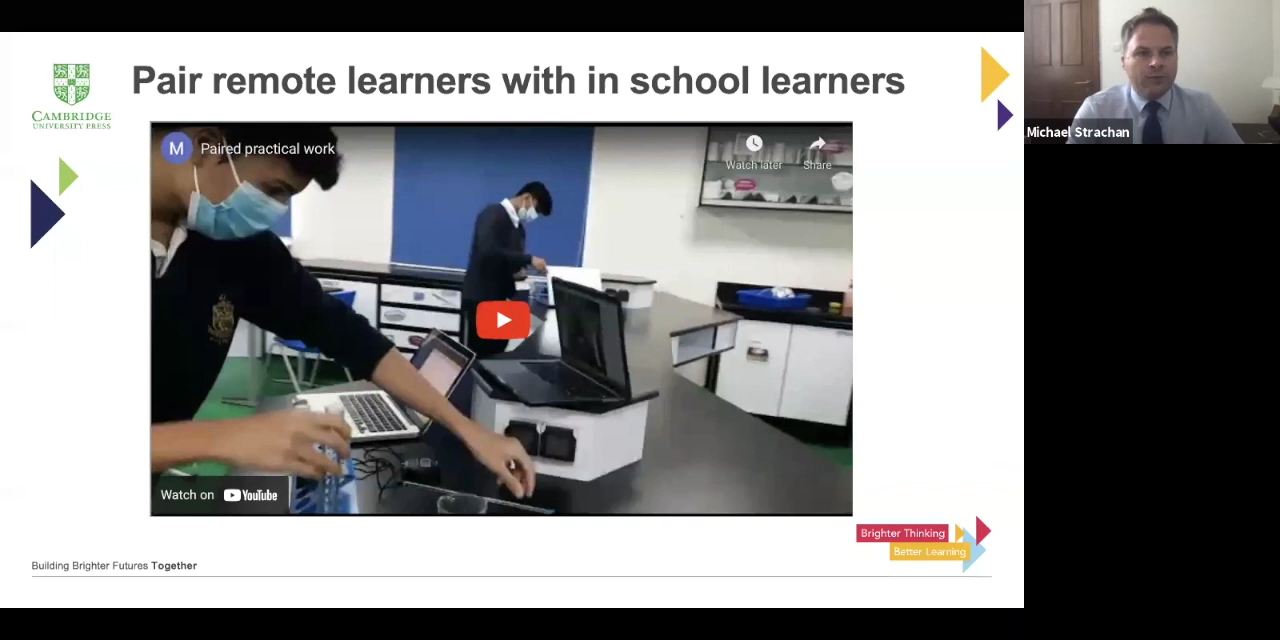 Pair remote learners with in school learners
CAMBRIDGE
UNIVERSITY PRESS
M
Paired practical work
Watch later
Share
Watch on YouTube
Brighter Thinking
Better Learning
Building Brighter Futures Together
Michael Strachan